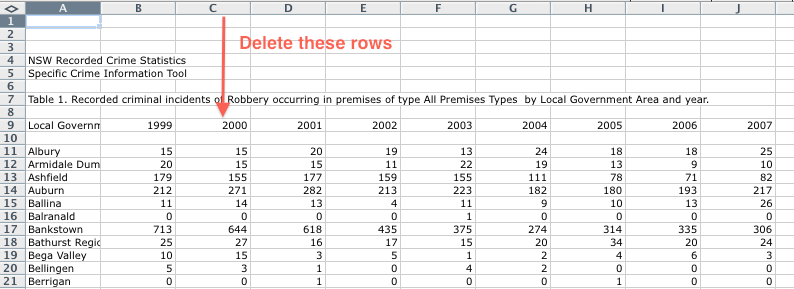 A B C D E F G H I J
1
2
3 Delete these rows
4 NSW Recorded Crime Statistics
5 Specific Crime Information Tool
6
7 Table 1. Recorded criminal incidents of Robbery occurring in premises of type All Premises Types by Local Government Area and year.
8
9 Local Governm 1999 2000 2001 2002 2003 2004 2005 2006 2007
10
11 Albury 15 15 20 19 13 24 18 18 25
12 Armidale Dum 20 15 15 11 22 19 13 9 10
13 Ashfield 179 155 177 159 155 111 78 71 82
14 Auburn 212 271 282 213 223 182 180 193 217
15 Ballina 11 14 13 4 11 9 10 13 26
16 Balranald 0 0 0 0 1 0 0 0 0
17 Bankstown 713 644 618 435 375 274 314 335 306
18 Bathurst Regio 25 27 16 17 15 20 34 20 24
19 Bega Valley 10 15 3 5 1 2 4 6 3
20 Bellingen 5 3 1 0 4 2 0 0 0
21 Berrigan 0 0 1 0 0 0 1 0 0